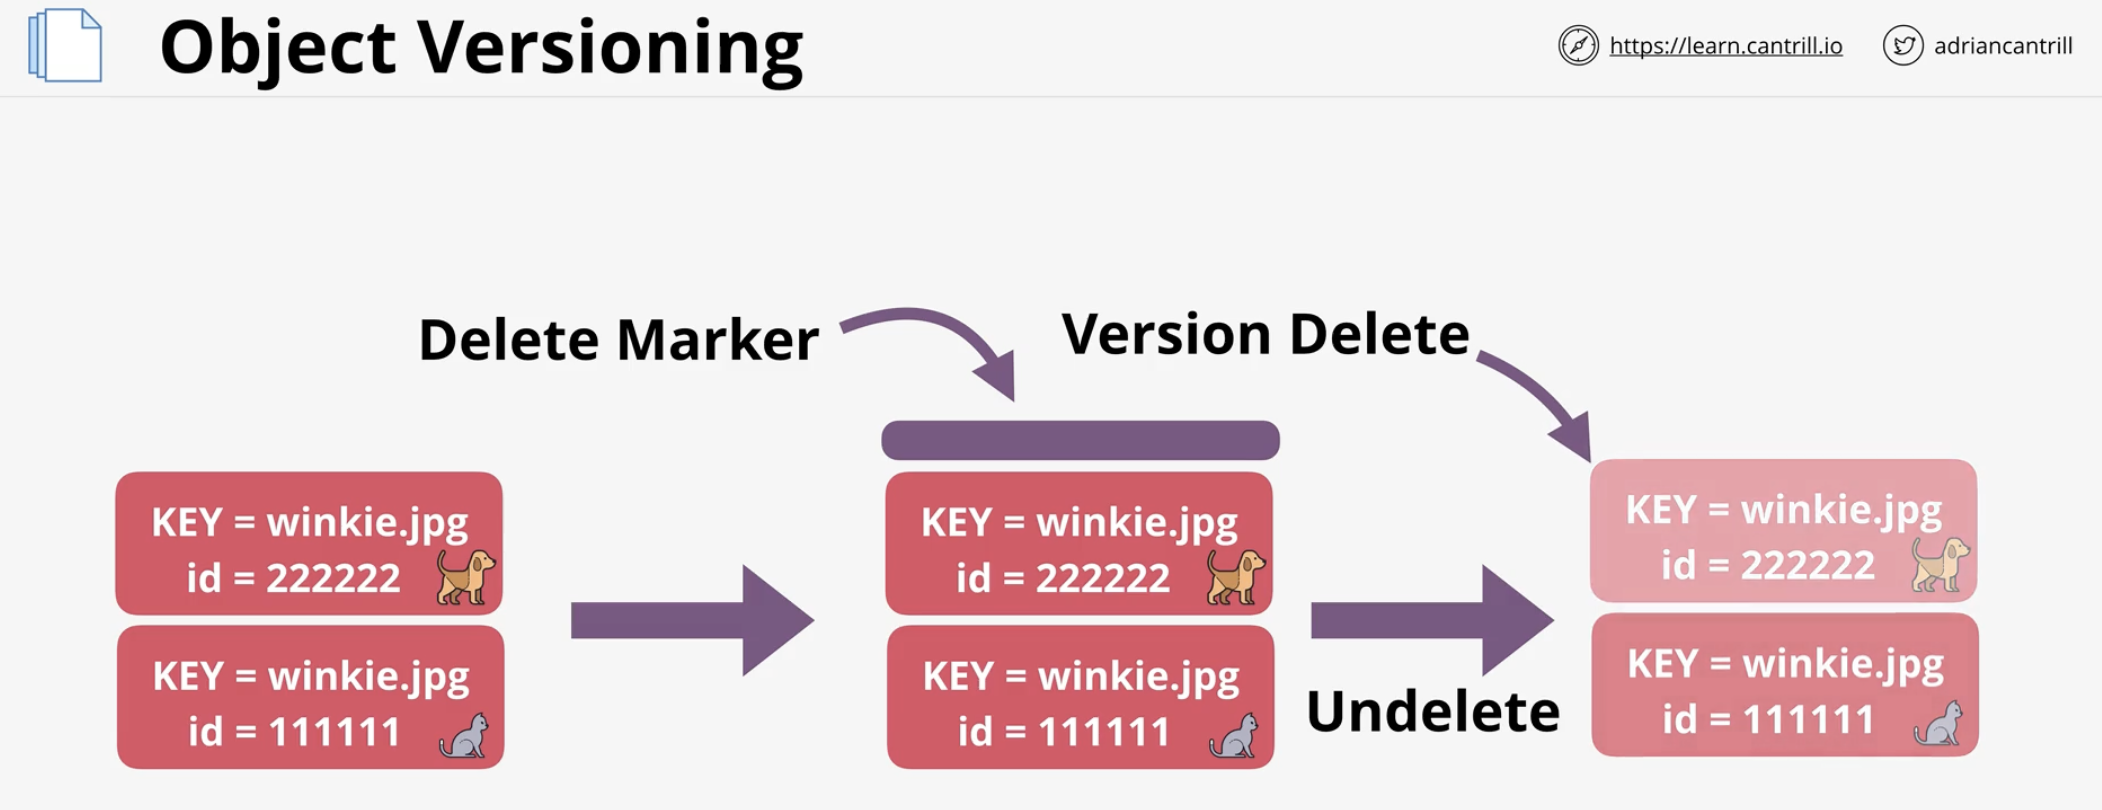 Object Versioning
https://learn.cantrill.io
adriancantrill
Delete Marker
Version Delete
KEY = winkie.jpg
id = 222222
KEY = winkie.jpg
id = 111111
KEY = winkie.jpg
id = 222222
KEY = winkie.jpg
id = 111111
Undelete
KEY = winkie.jpg
id = 222222
KEY = winkie.jpg
id = 111111